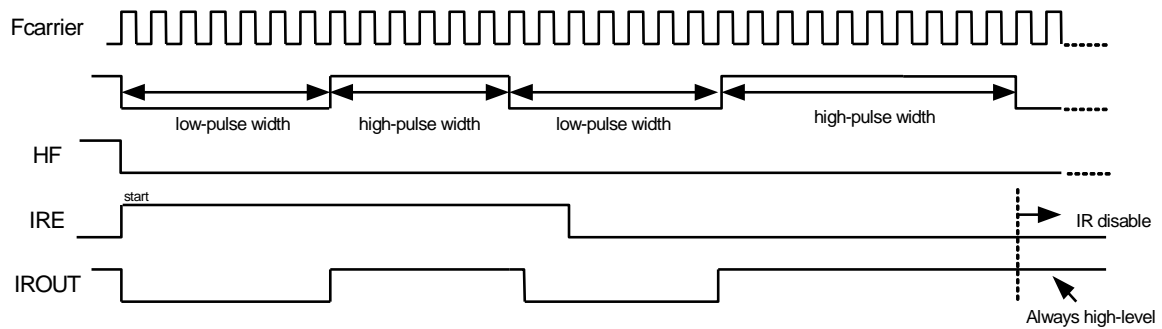 Fcarrier
low-pulse width
high-pulse width
low-pulse width
high-pulse width
HF
start
IRE
IR disable
IROUT
Always high-level